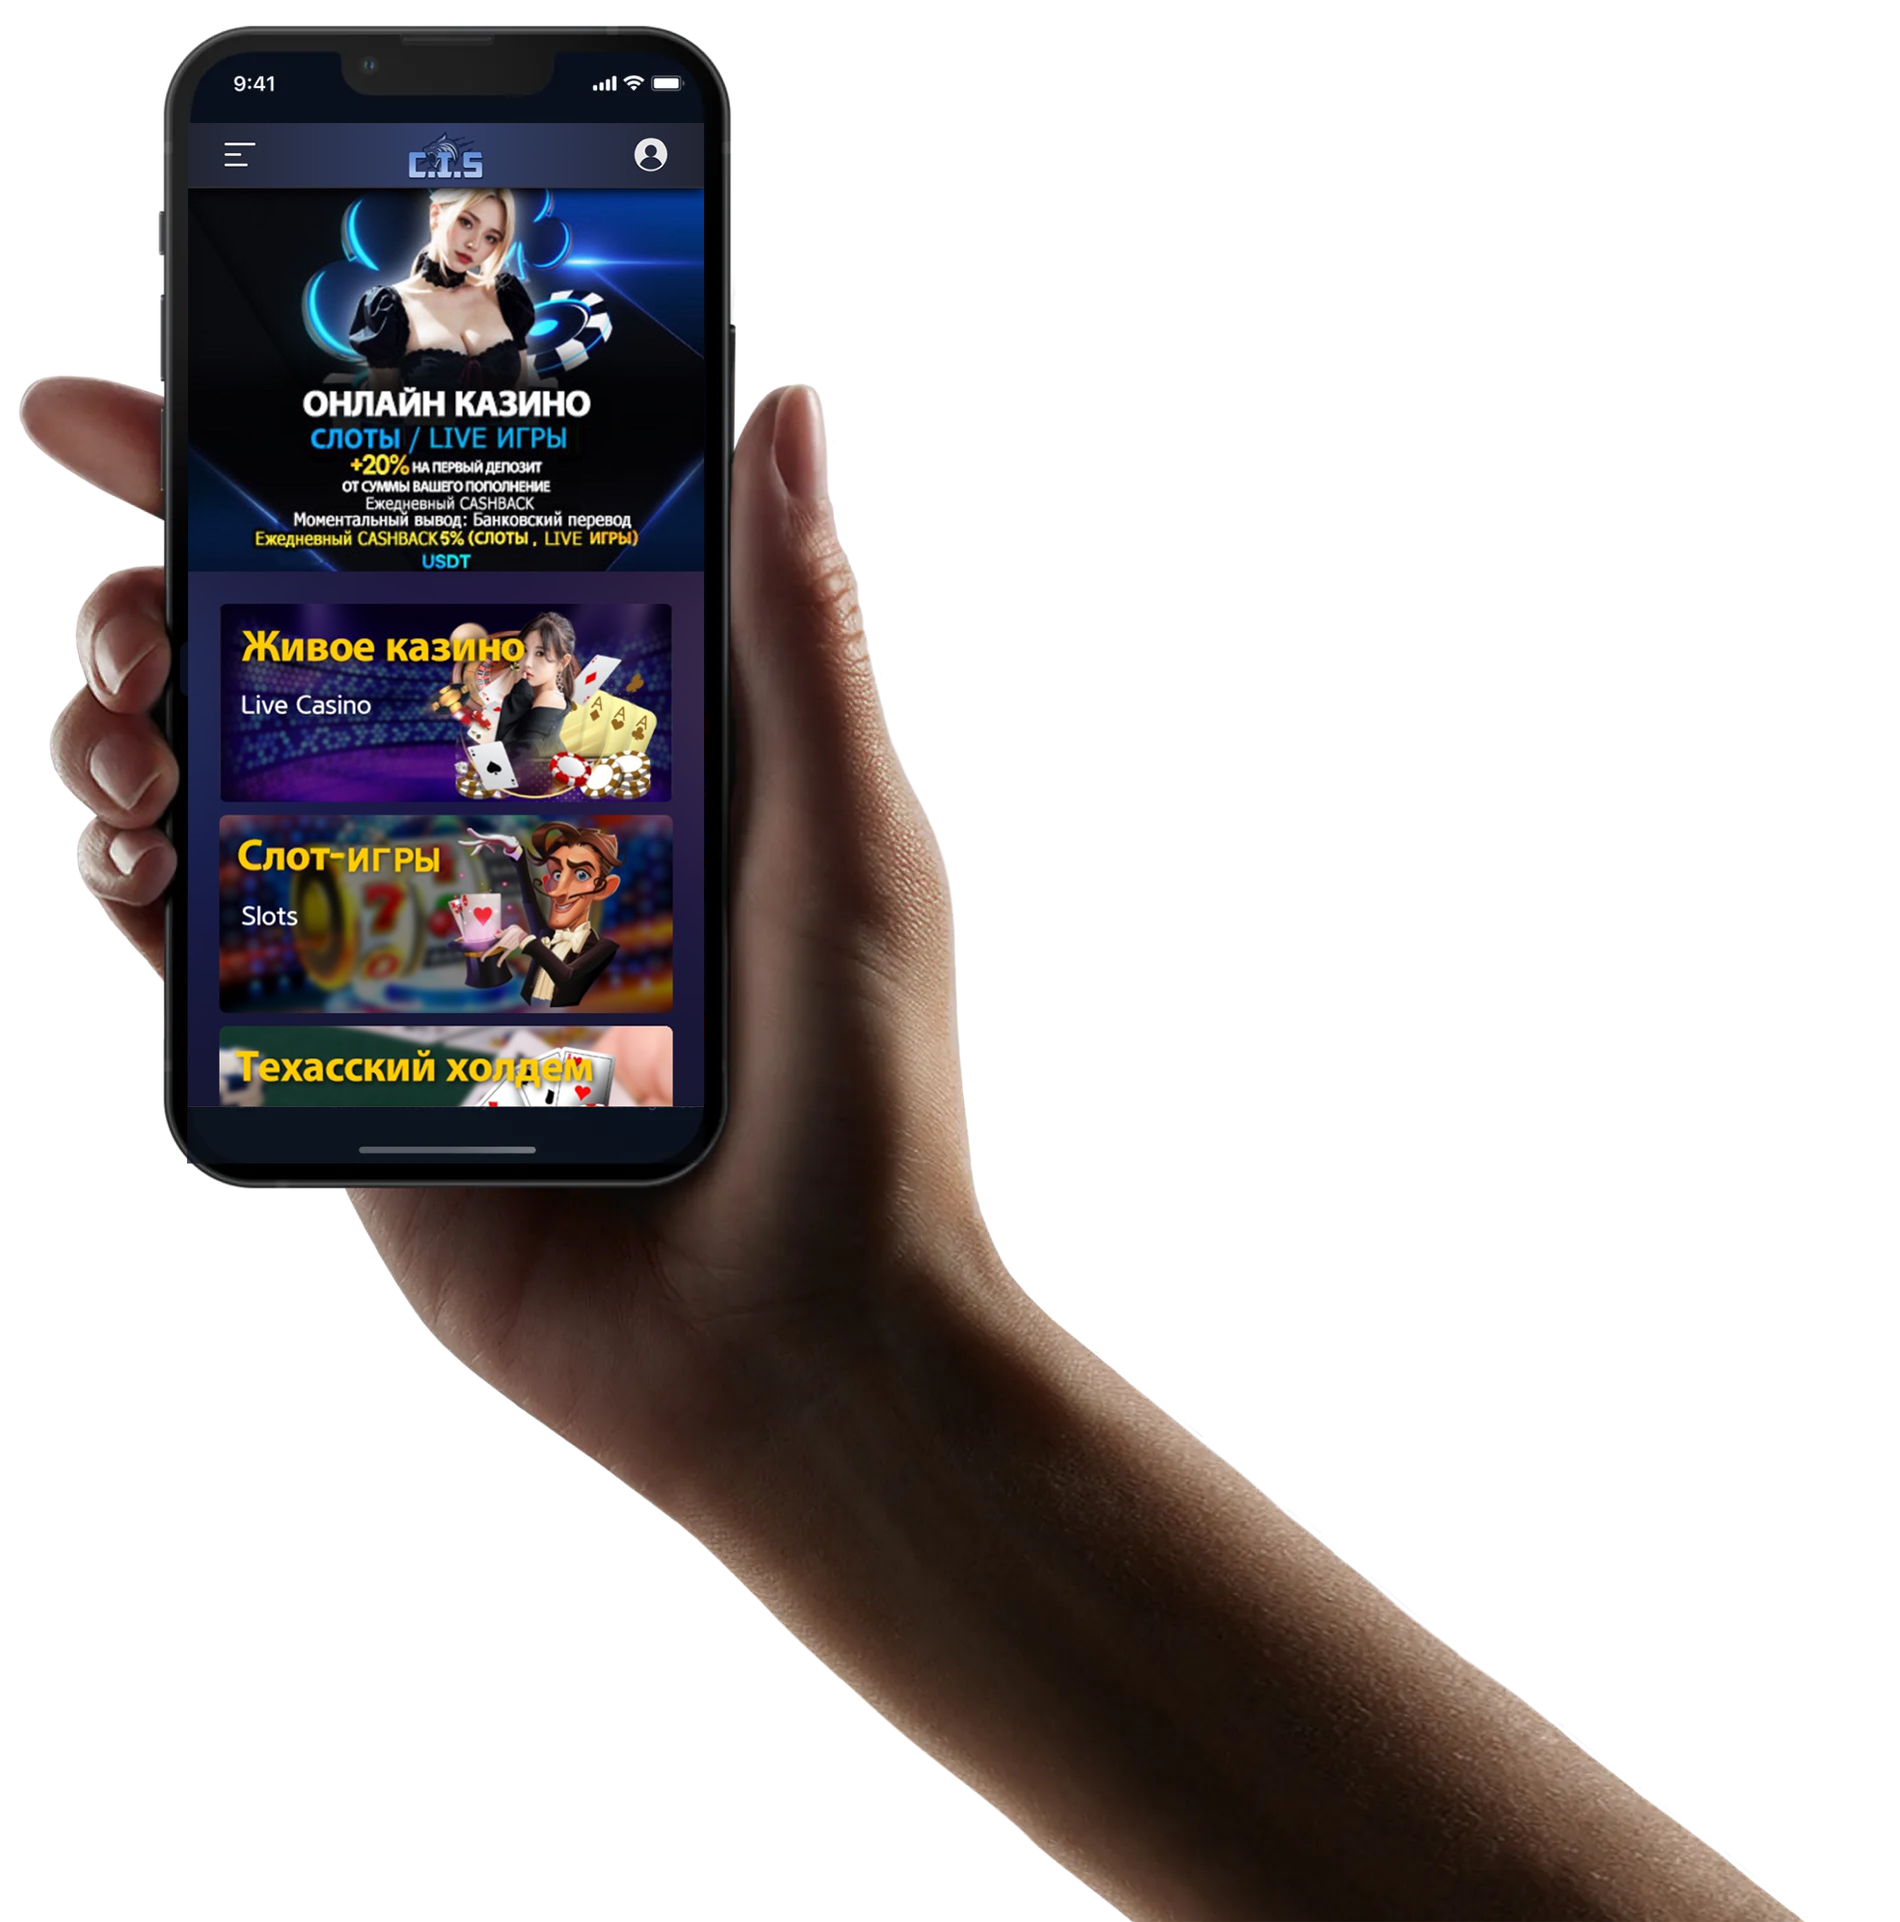 9:41
C.I.S
ОНЛАЙН КАЗИНО
СЛОТЫ / LIVE ИГРЫ
+20% НА ПЕРВЫЙ ДЕПОЗИТ
ОТ СУММЫ ВАШЕГО ПОПОЛНЕНИЕ
Ежедневный CASHBACK
Моментальный вывод: Банковский перевод
Ежедневный CASHBACK 5% (СЛОТЫ , LIVE ИГРЫ)
USDT
Живое казино
Live Casino
A A A
Слот-ИГРЫ
Slots
7
Техасский холдем